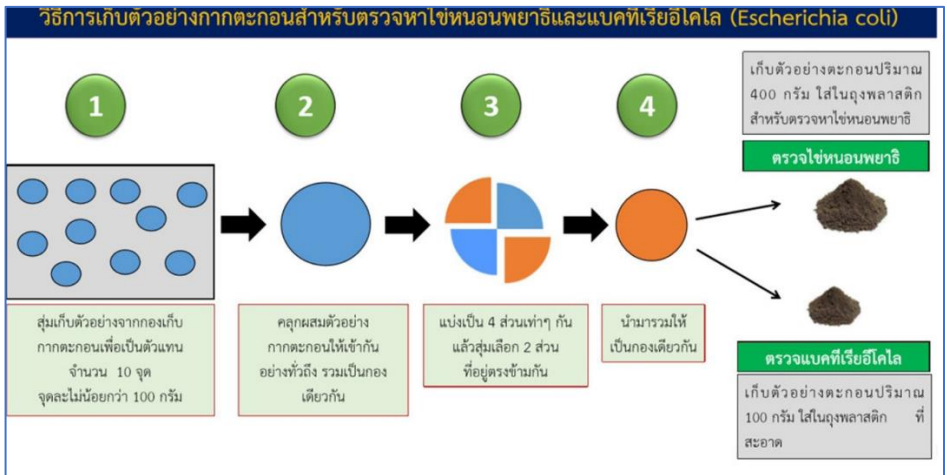 วิธีการเก็บตัวอย่างกากตะกอนสำหรับตรวจหาไข่หนอนพยาธิและแบคทีเรียอีโคไล (Escherichia coli)
1
2
3
4
สุ่มเก็บตัวอย่างจากกองเก็บ
กากตะกอนเพื่อเป็นตัวแทน
จำนวน 10 จุด
จุดละไม่น้อยกว่า 100 กรัม
คลุกผสมตัวอย่าง
กากตะกอนให้เข้ากัน
อย่างทั่วถึง รวมเป็นกอง
เดียวกัน
แบ่งเป็น 4 ส่วนเท่าๆ กัน
แล้วสุ่มเลือก 2 ส่วน
ที่อยู่ตรงข้ามกัน
นำมารวมให้
เป็นกองเดียวกัน
เก็บตัวอย่างตะกอนปริมาณ
400 กรัม ใส่ในถุงพลาสติก
สำหรับตรวจหาไข่หนอนพยาธิ
ตรวจไข่หนอนพยาธิ
ตรวจแบคทีเรียอีโคไล
เก็บตัวอย่างตะกอนปริมาณ
100 กรัม ใส่ในถุงพลาสติก ที่
สะอาด